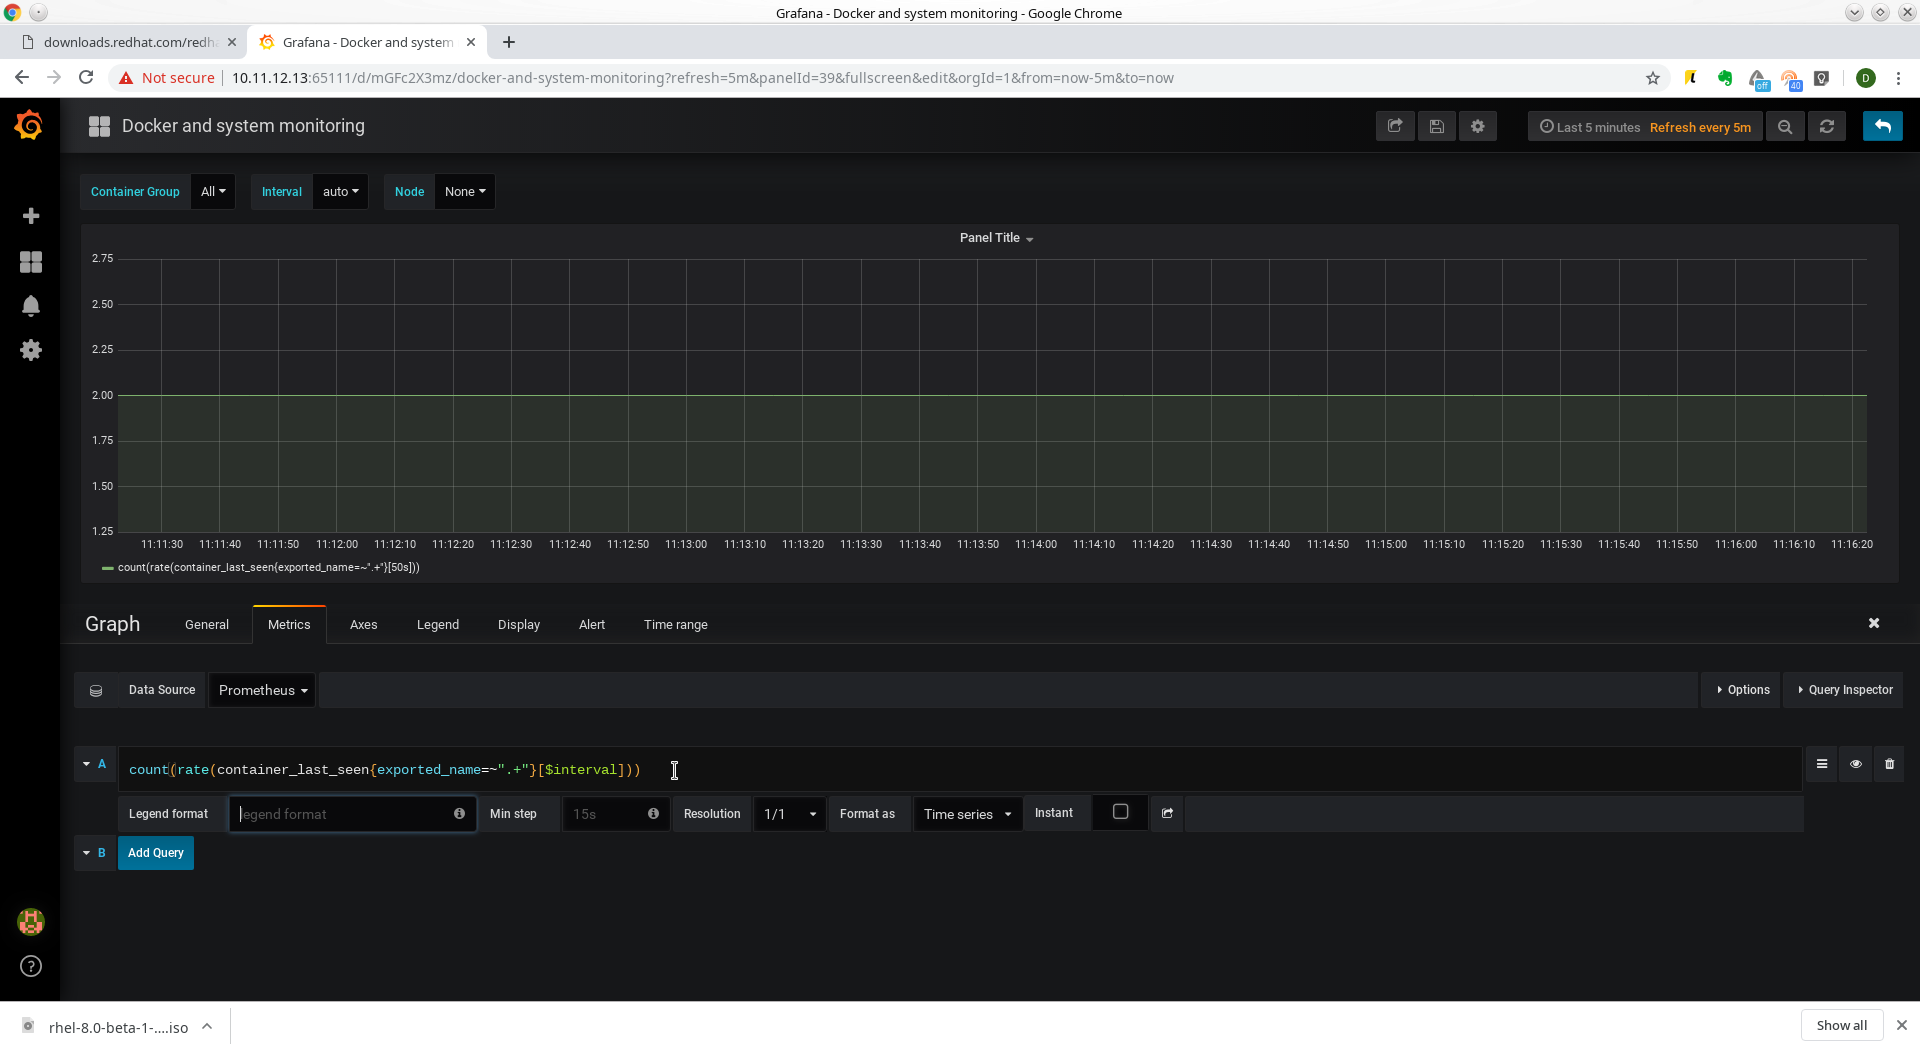 Grafana - Docker and system monitoring - Google Chrome
downloads.redhat.com/redha
Grafana - Docker and system
Not secure
10.11.12.13:65111/d/mGFc2X3mz/docker-and-system-monitoring?refresh=5m&panelId=39&fullscreen&edit&orgId=1&from=now-5m&to=now
off
40
D
Docker and system monitoring
Last 5 minutes Refresh every 5m
Container Group All
Interval auto
Node None
Panel Title
2.75
2.50
2.25
2.00
1.75
1.50
1.25
11:11:30 11:11:40 11:11:50 11:12:00 11:12:10 11:12:20 11:12:30 11:12:40 11:12:50 11:13:00 11:13:10 11:13:20 11:13:30 11:13:40 11:13:50 11:14:00 11:14:10 11:14:20 11:14:30 11:14:40 11:14:50 11:15:00 11:15:10 11:15:20 11:15:30 11:15:40 11:15:50 11:16:00 11:16:10 11:16:20
count(rate(container_last_seen{exported_name=~".+"}[50s]))
Graph
General
Metrics
Axes
Legend
Display
Alert
Time range
Data Source
Prometheus
Options
Query Inspector
A
count(rate(container_last_seen{exported_name=~".+"}[$interval]))
Legend format
legend format
Min step
15s
Resolution
1/1
Format as
Time series
Instant
B
Add Query
rhel-8.0-beta-1-....iso
Show all